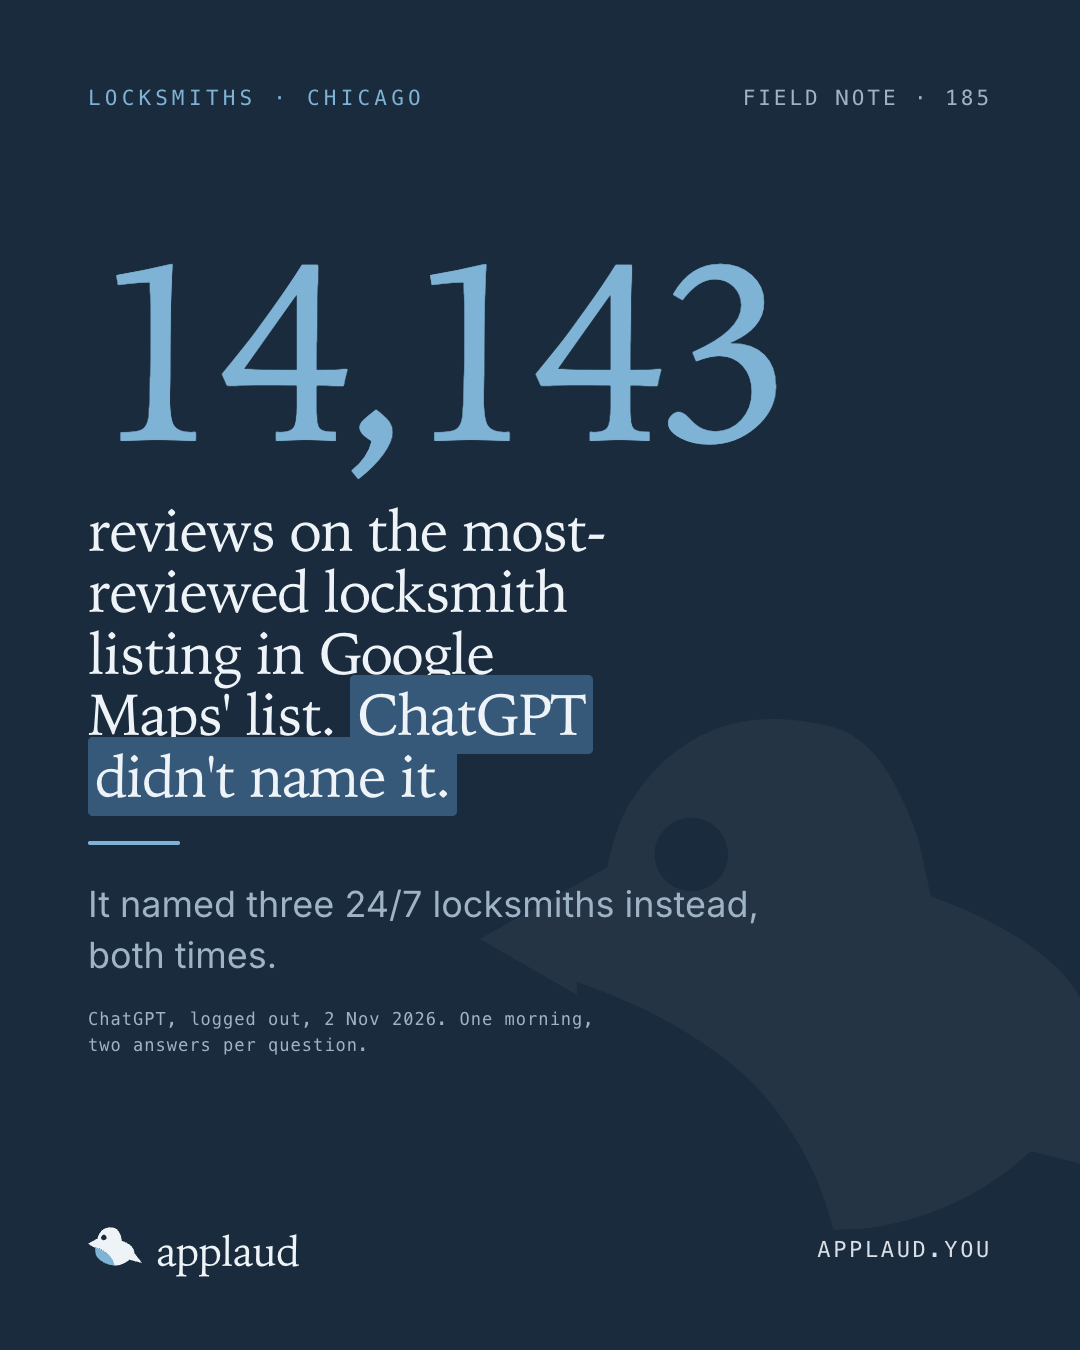 LOCKSMITHS · CHICAGO
FIELD NOTE · 185
14,143
reviews on the most-
reviewed locksmith
listing in Google
Maps' list. ChatGPT
didn't name it.
It named three 24/7 locksmiths instead,
both times.
ChatGPT, logged out, 2 Nov 2026. One morning,
two answers per question.
applaud
APPLAUD.YOU